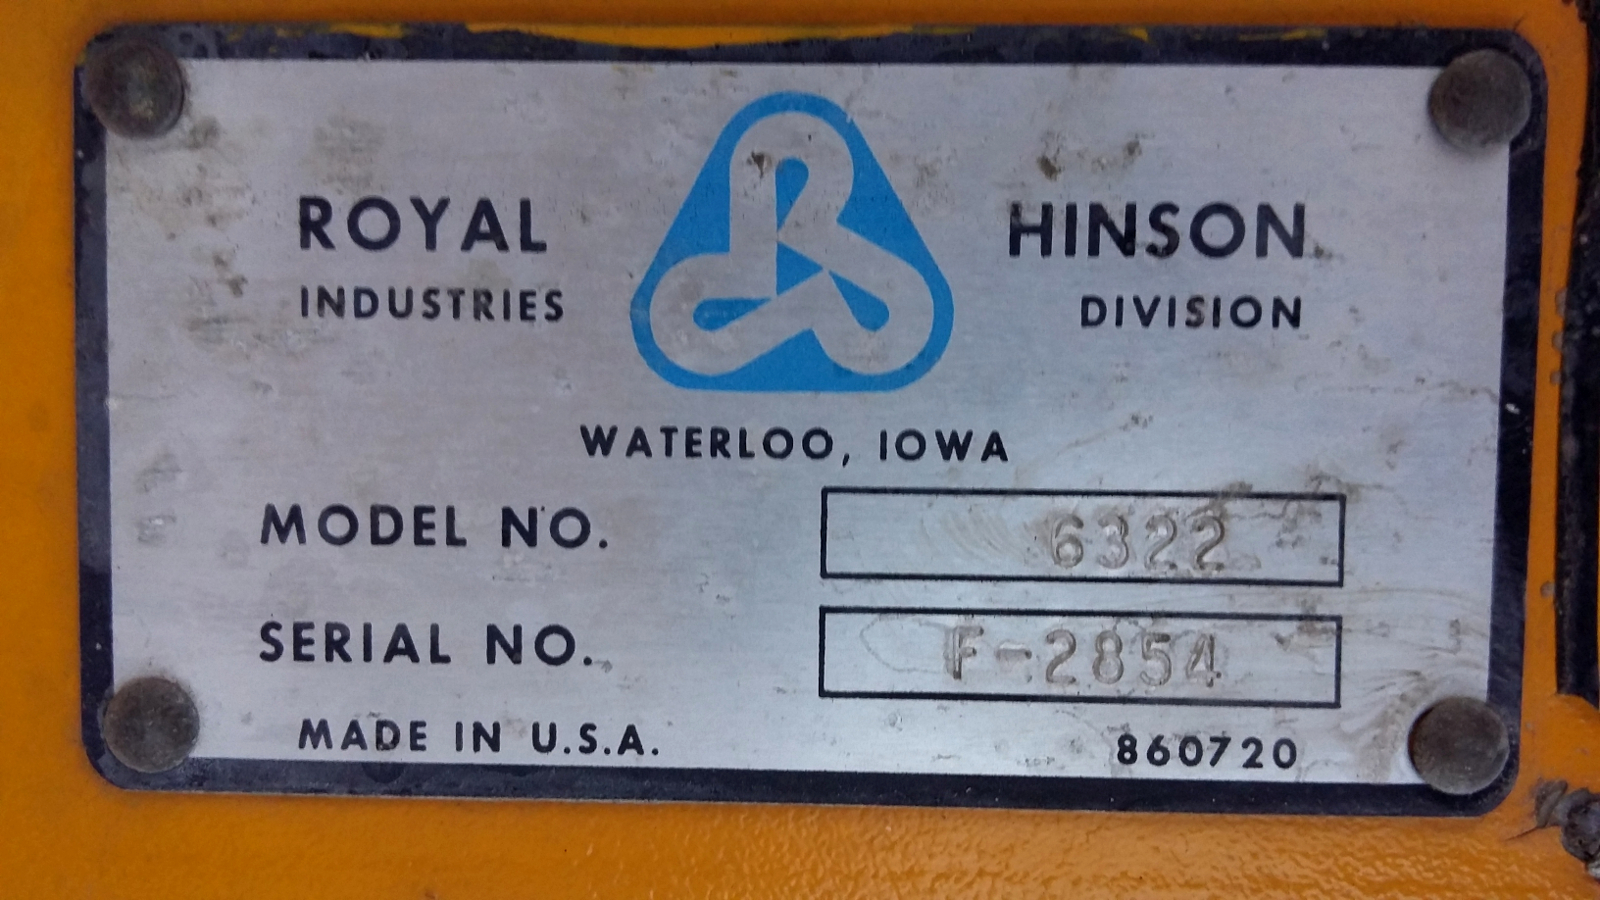 ROYAL HINSON
INDUSTRIES DIVISION
WATERLOO, IOWA
MODEL NO. 6322
SERIAL NO. F-2854
MADE IN U.S.A. 860720